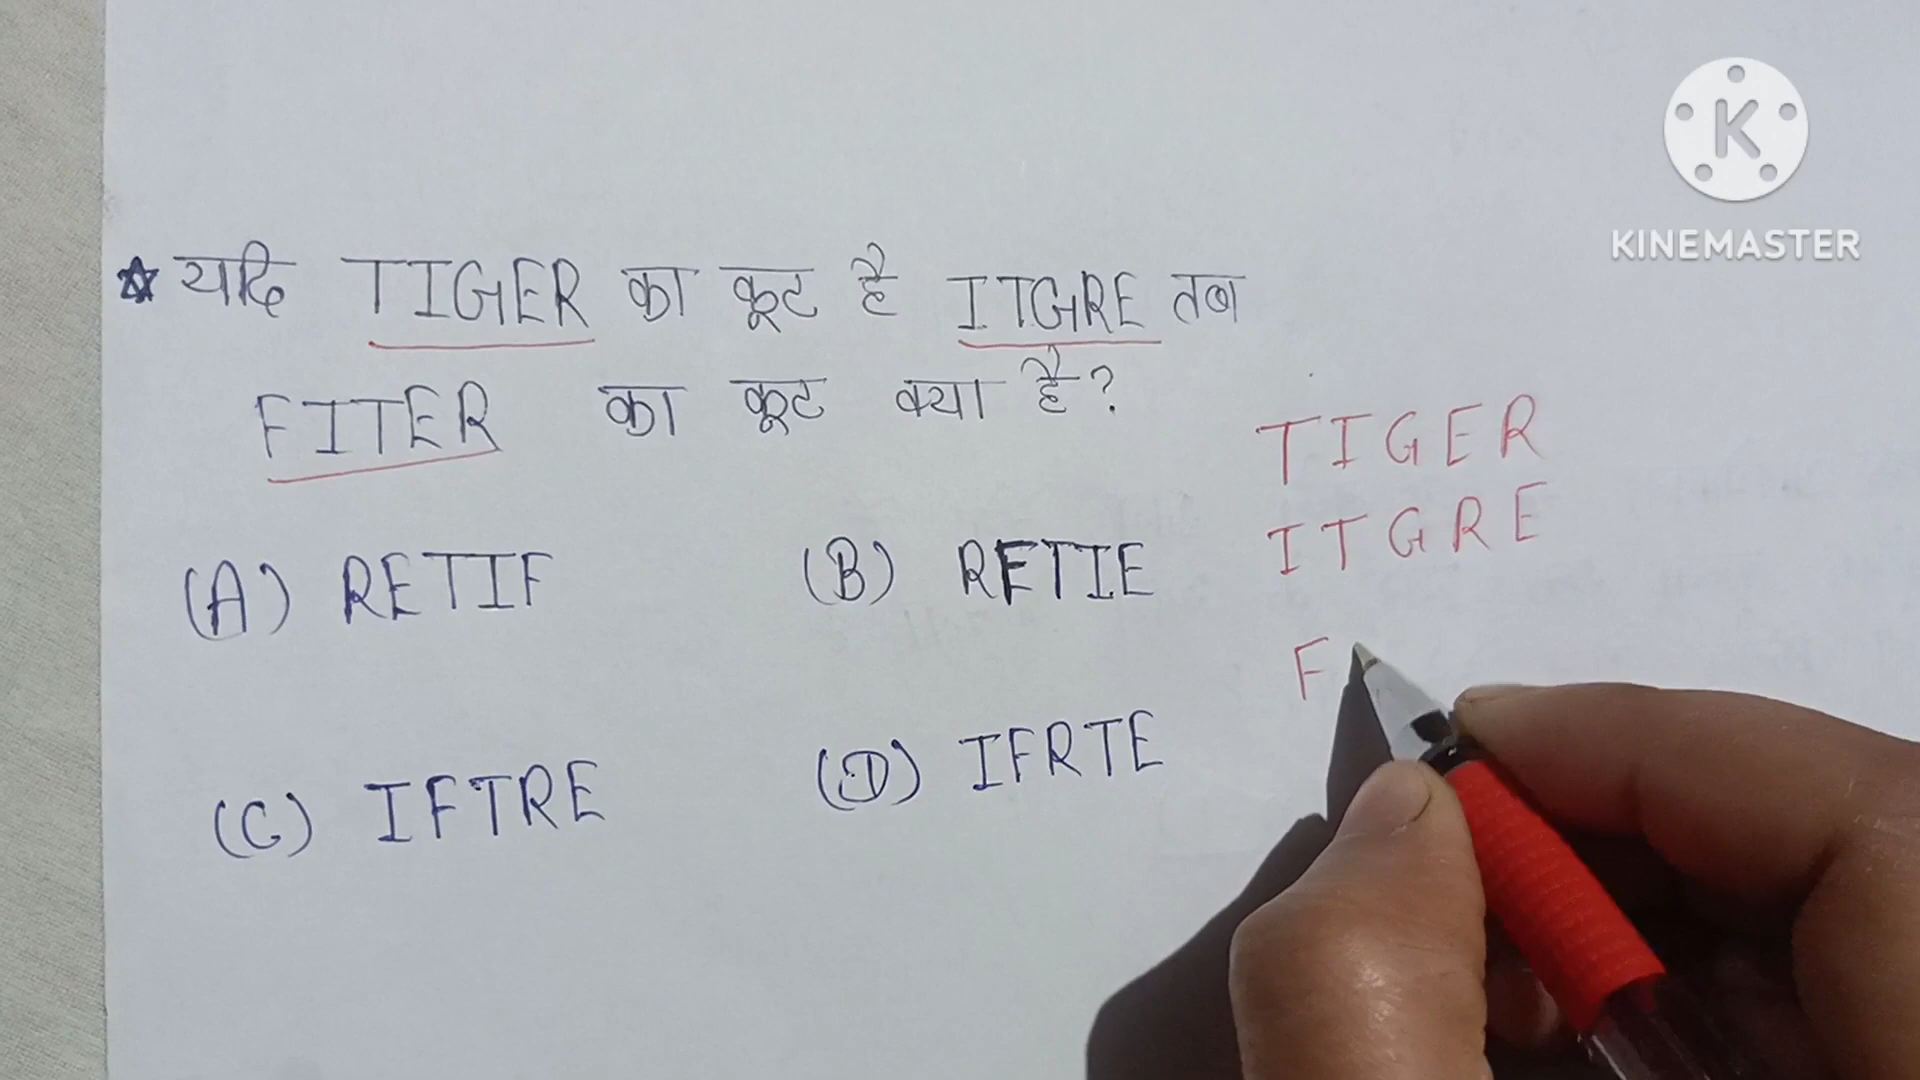 यदि TIGER का कूट है ITGRE तब
FITER का कूट क्या है?
(A) RETIF
(B) RFTIE
(C) IFTRE
(D) IFRTE
TIGER
ITGRE
F
K
KINEMASTER